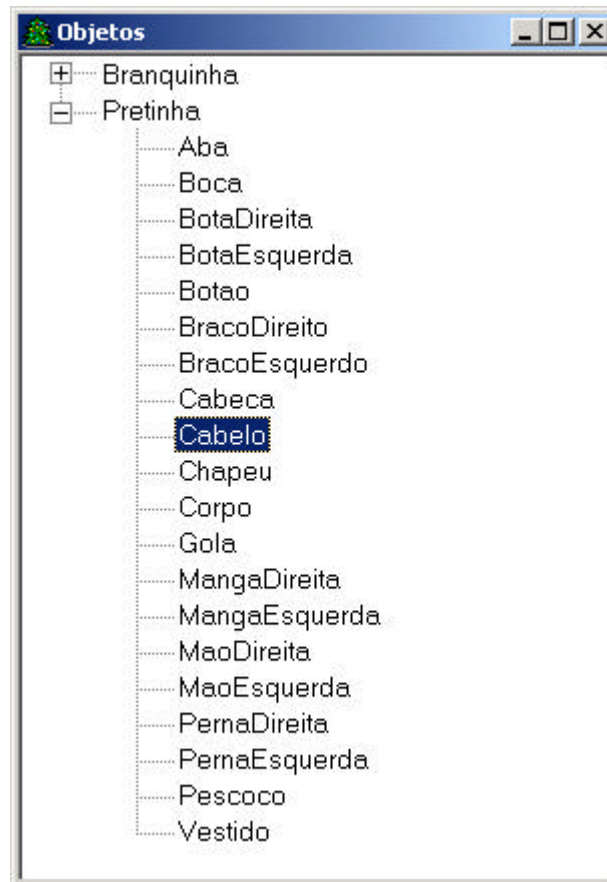 Objetos
Branquinha
Pretinha
Aba
Boca
BotaDireita
BotaEsquerda
Botao
BracoDireito
BracoEsquerdo
Cabeca
Cabelo
Chapeu
Corpo
Gola
MangaDireita
MangaEsquerda
MaoDireita
MaoEsquerda
PernaDireita
PernaEsquerda
Pescoco
Vestido